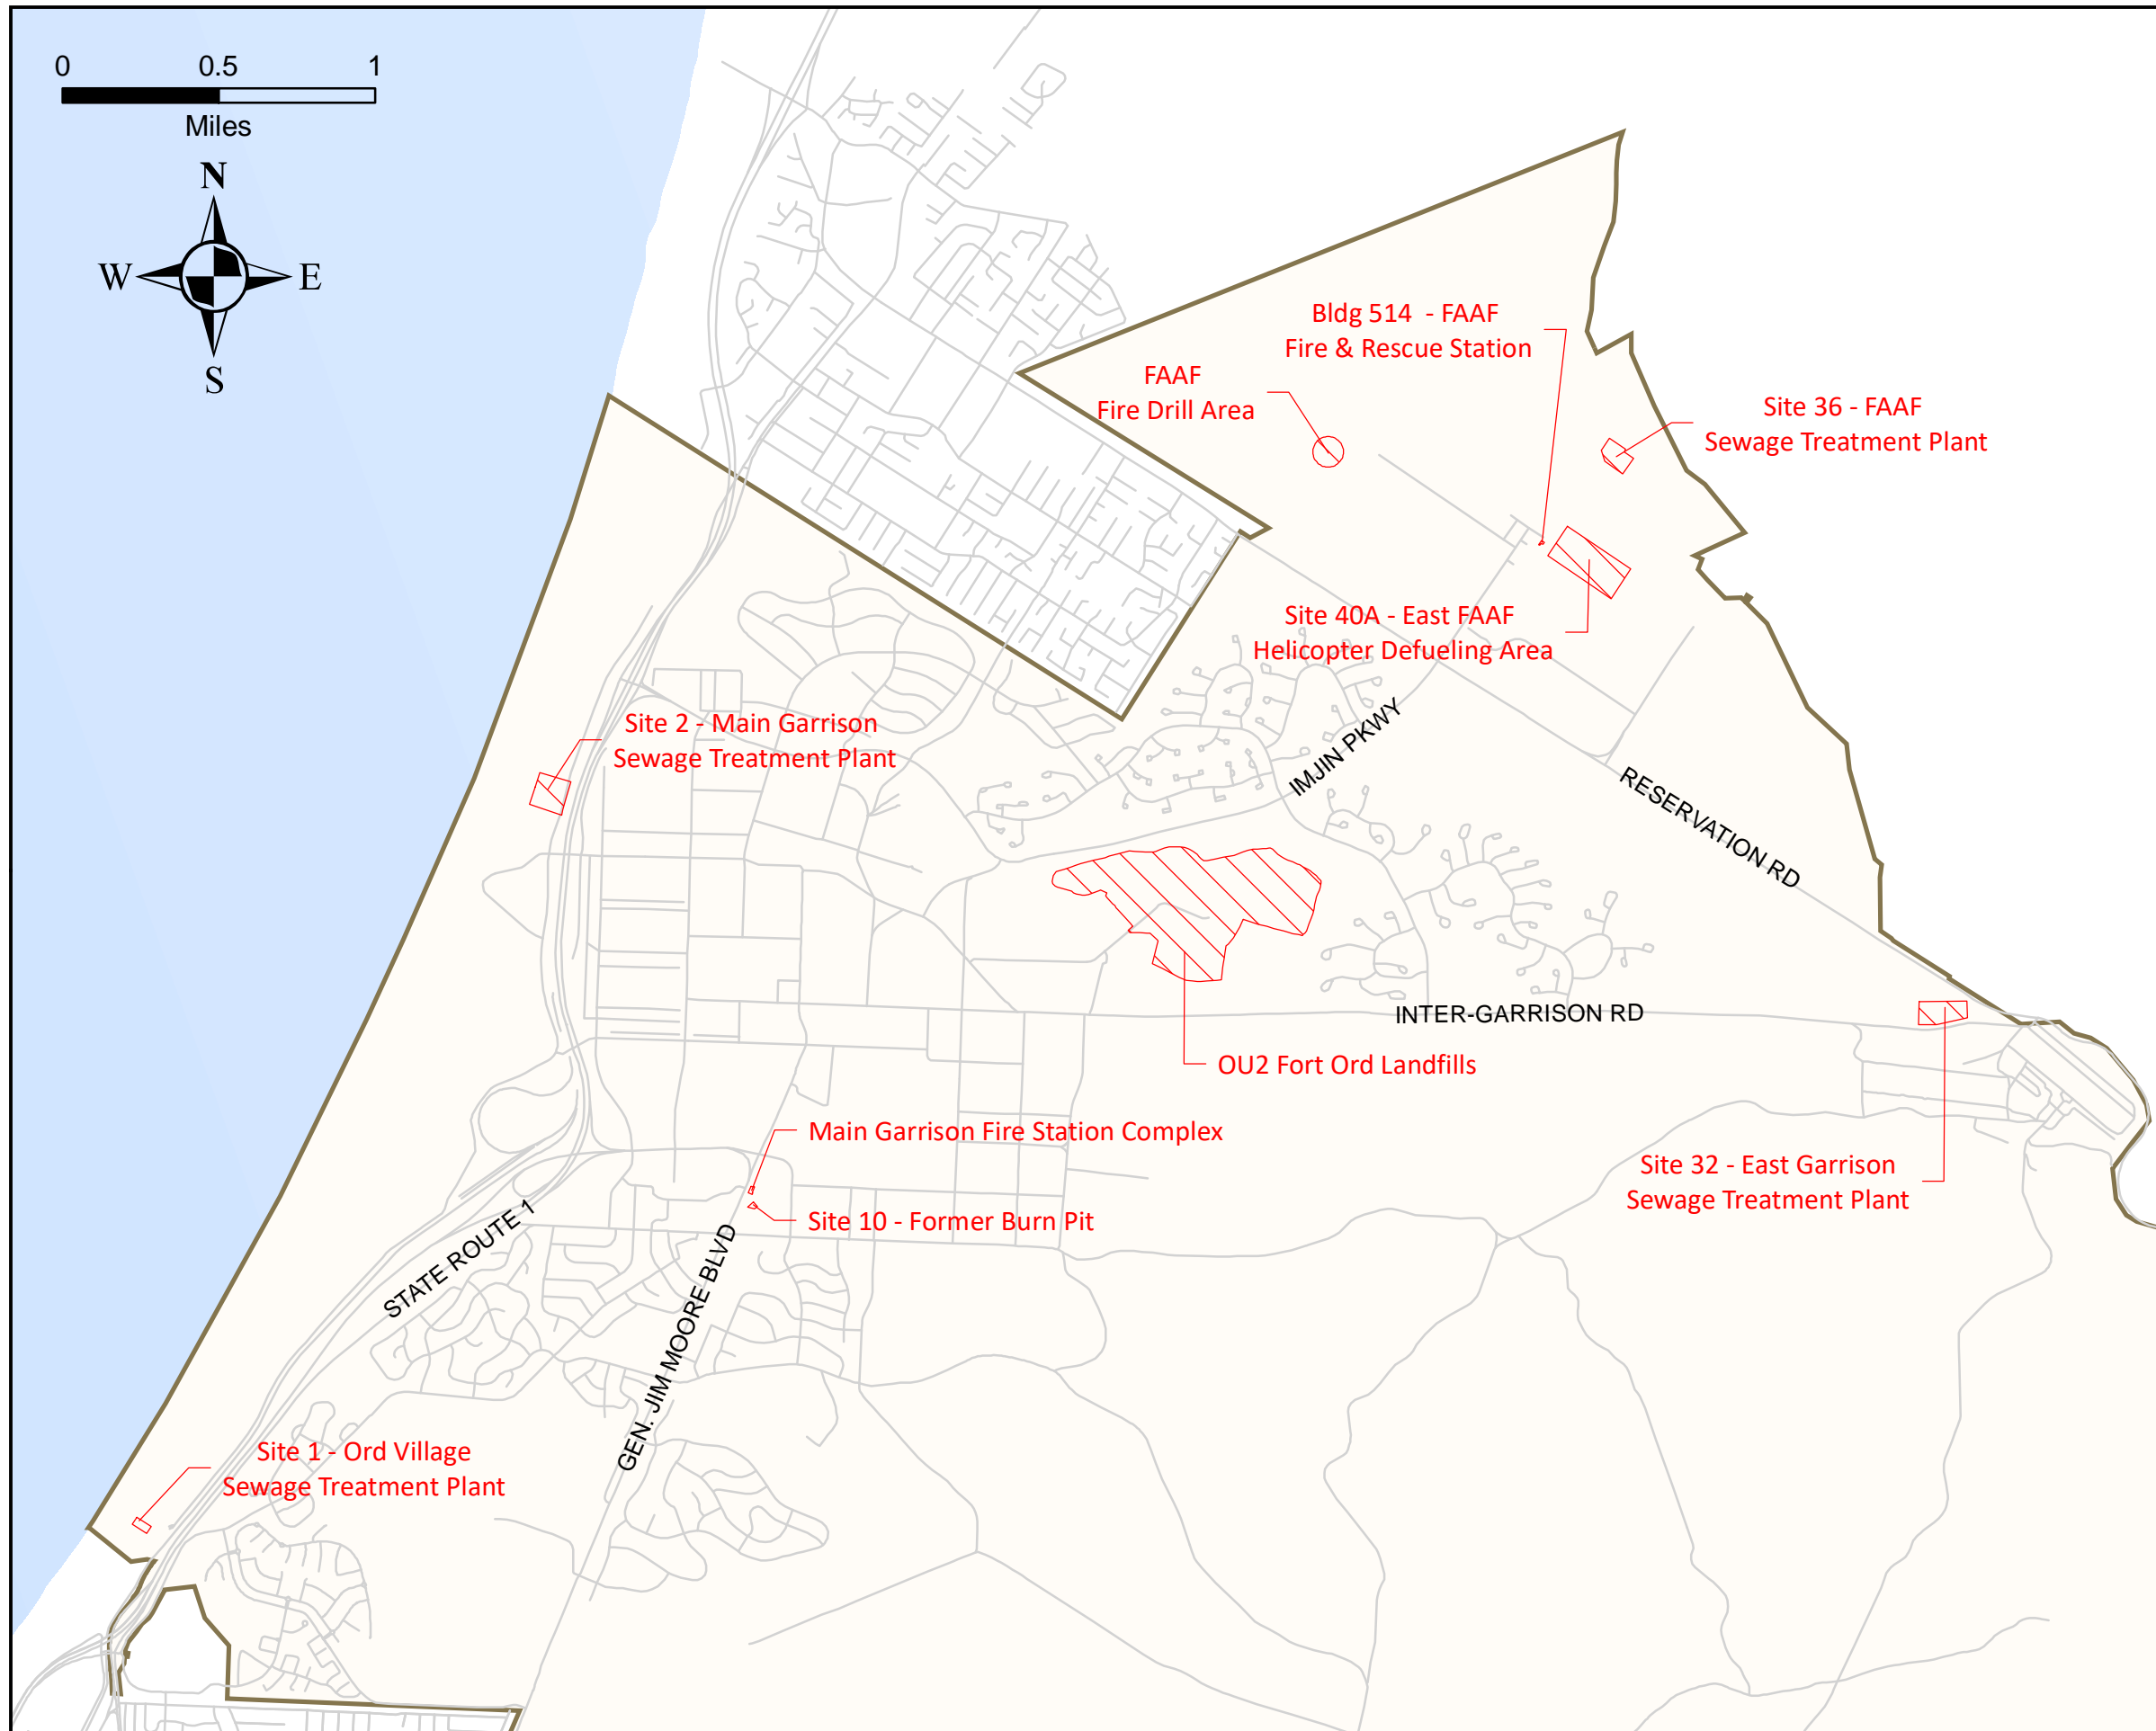 0 0.5 1
Miles
N
W E
S
Bldg 514 - FAAF
Fire & Rescue Station
FAAF
Fire Drill Area
Site 36 - FAAF
Sewage Treatment Plant
Site 40A - East FAAF
Helicopter Defueling Area
Site 2 - Main Garrison
Sewage Treatment Plant
IMJIN PKWY
RESERVATION RD
INTER-GARRISON RD
OU2 Fort Ord Landfills
Main Garrison Fire Station Complex
Site 32 - East Garrison
Sewage Treatment Plant
Site 10 - Former Burn Pit
STATE ROUTE 1
GEN. JIM MOORE BLVD
Site 1 - Ord Village
Sewage Treatment Plant